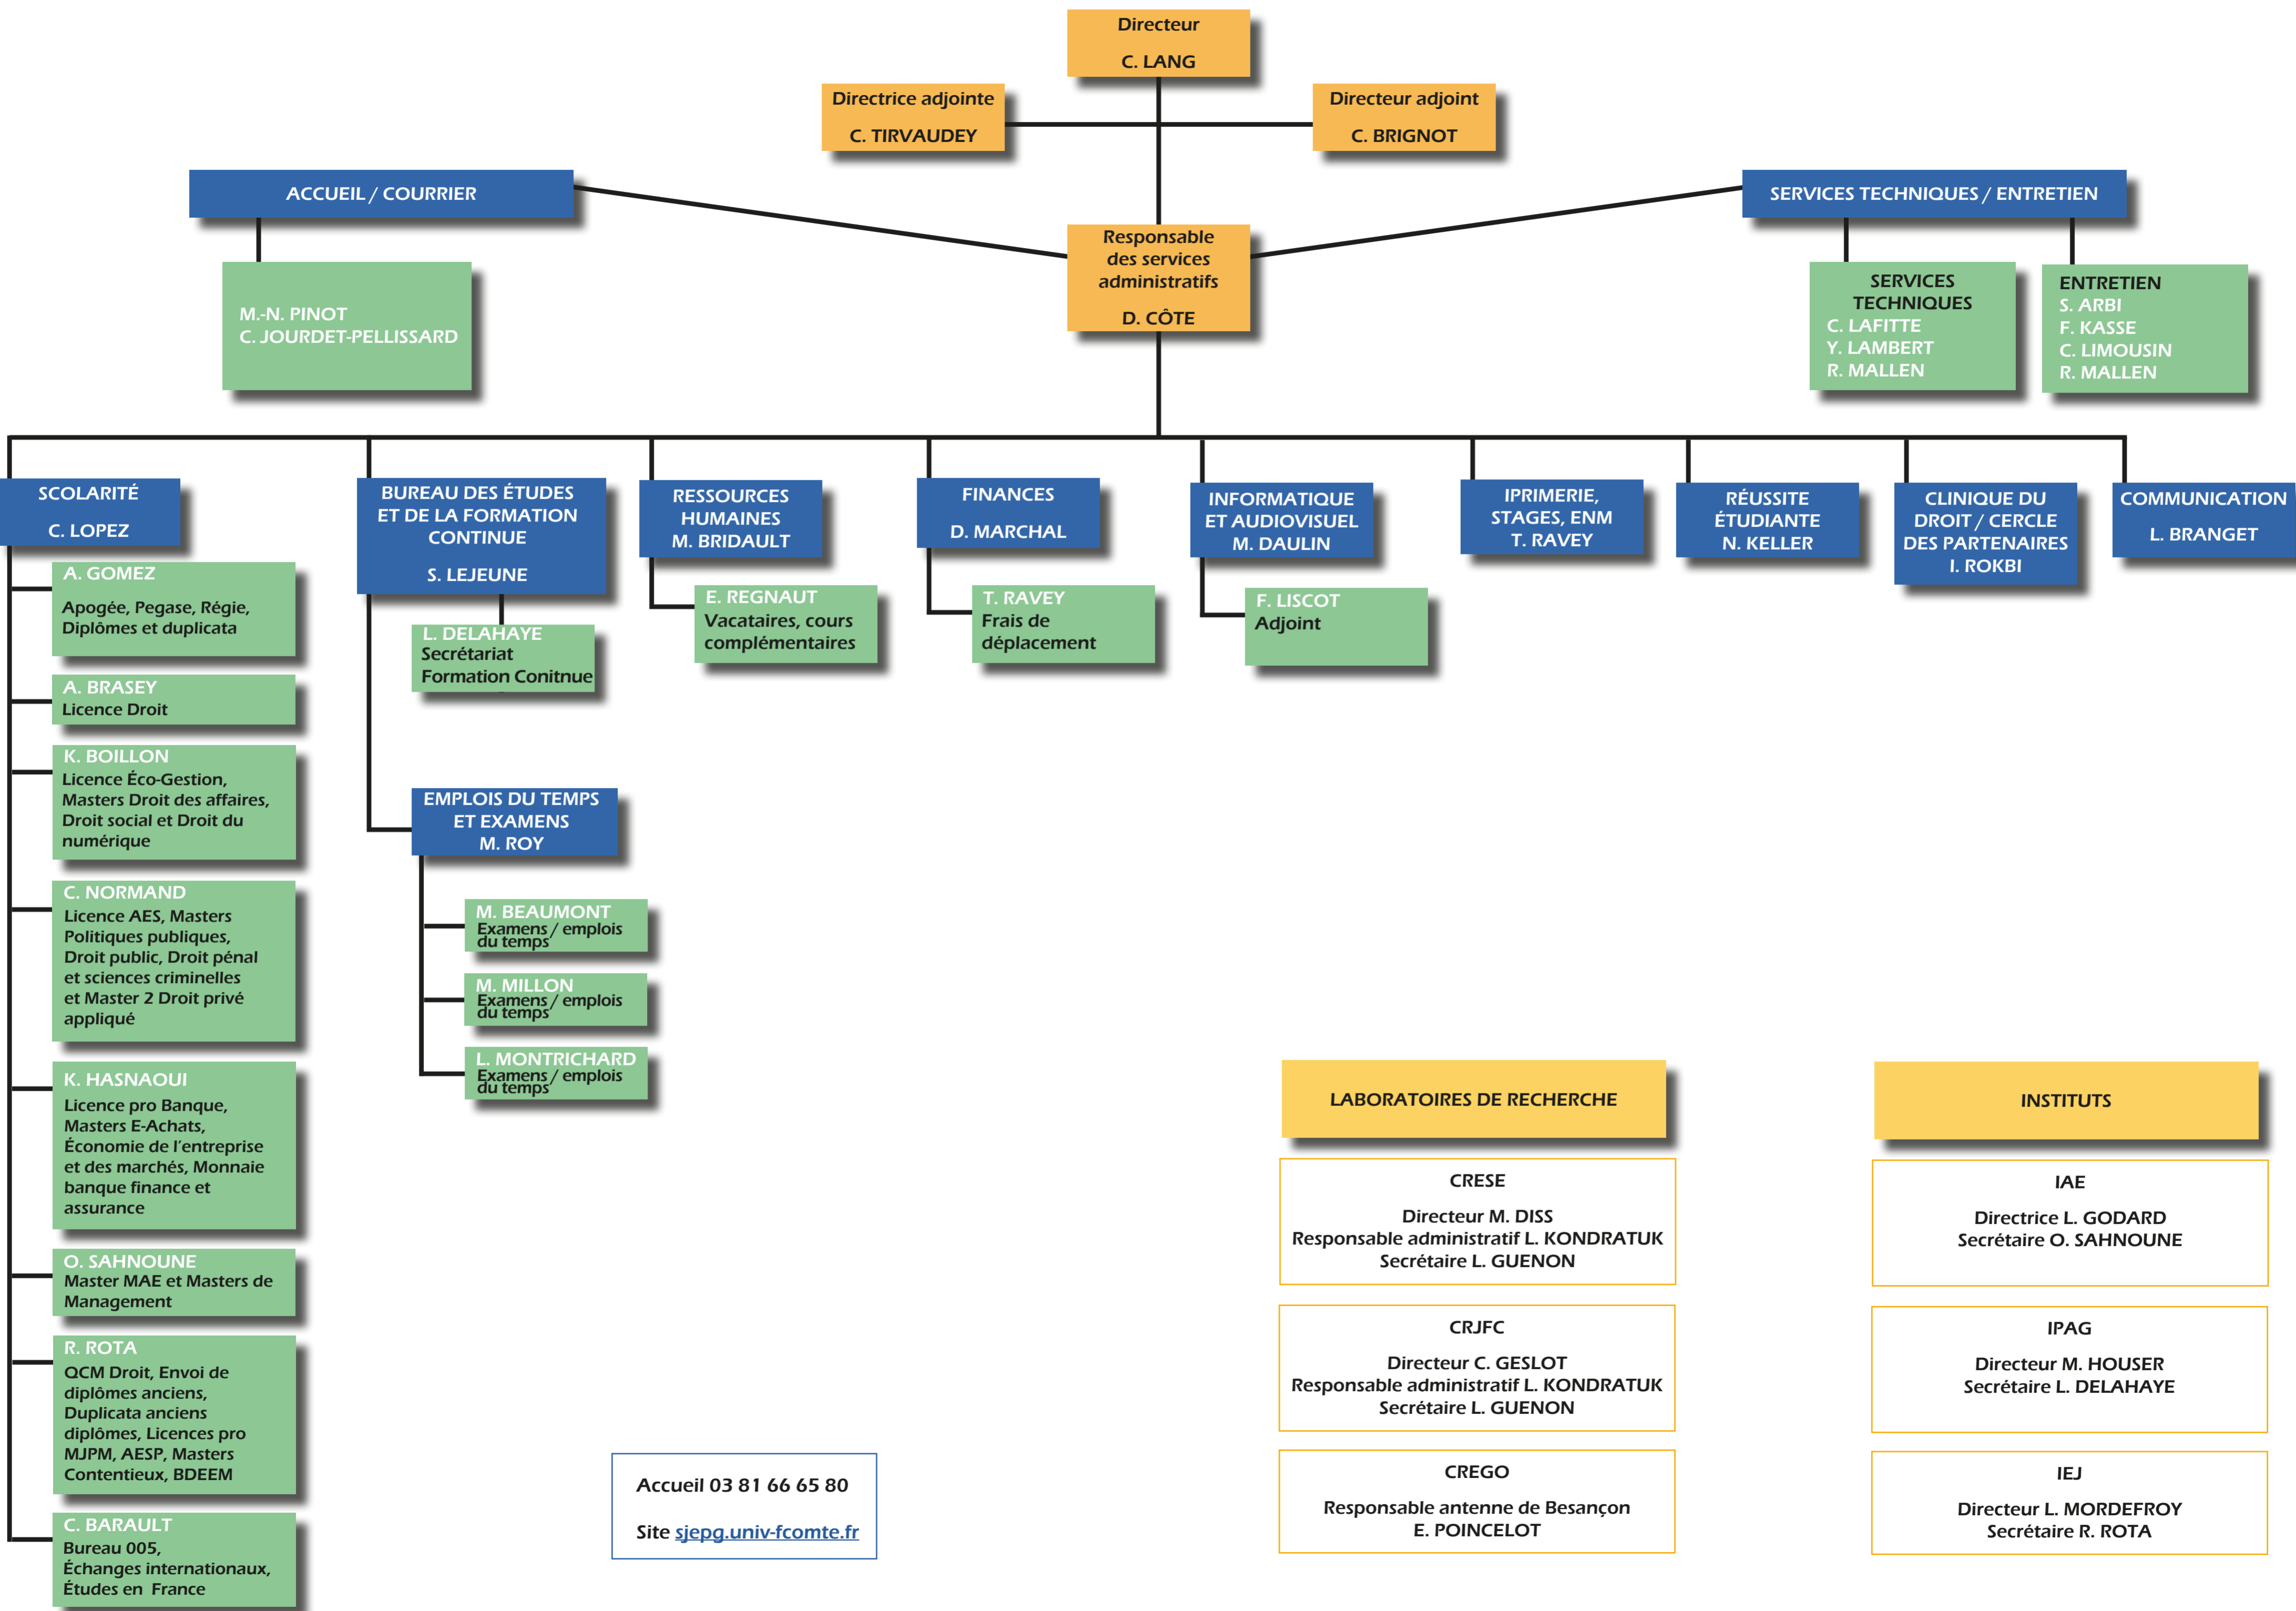 Directeur
C. LANG
Directrice adjointe
C. TIRVAUDEY
Directeur adjoint
C. BRIGNOT
ACCUEIL / COURRIER
SERVICES TECHNIQUES / ENTRETIEN
Responsable
des services
administratifs
D. CÔTE
M.-N. PINOT
C. JOURDET-PELLISSARD
SERVICES
TECHNIQUES
C. LAFITTE
Y. LAMBERT
R. MALLEN
ENTRETIEN
S. ARBI
F. KASSE
C. LIMOUSIN
R. MALLEN
SCOLARITÉ
C. LOPEZ
A. GOMEZ
Apogée, Pegase, Régie,
Diplômes et duplicata
A. BRASEY
Licence Droit
K. BOILLON
Licence Éco-Gestion,
Masters Droit des affaires,
Droit social et Droit du
numérique
C. NORMAND
Licence AES, Masters
Politiques publiques,
Droit public, Droit pénal
et sciences criminelles
et Master 2 Droit privé
appliqué
K. HASNAOUI
Licence pro Banque,
Masters E-Achats,
Économie de l'entreprise
et des marchés, Monnaie
banque finance et
assurance
O. SAHNOUNE
Master MAE et Masters de
Management
R. ROTA
QCM Droit, Envoi de
diplômes anciens,
Duplicata anciens
diplômes, Licences pro
MJPM, AESP, Masters
Contentieux, BDEEM
C. BARAULT
Bureau 005,
Échanges internationaux,
Études en France
BUREAU DES ÉTUDES
ET DE LA FORMATION
CONTINUE
S. LEJEUNE
L. DELAHAYE
Secrétariat
Formation Conitnue
EMPLOIS DU TEMPS
ET EXAMENS
M. ROY
M. BEAUMONT
Examens / emplois
du temps
M. MILLON
Examens / emplois
du temps
L. MONTRICHARD
Examens / emplois
du temps
RESSOURCES
HUMAINES
M. BRIDAULT
E. REGNAUT
Vacataires, cours
complémentaires
FINANCES
D. MARCHAL
T. RAVEY
Frais de
déplacement
INFORMATIQUE
ET AUDIOVISUEL
M. DAULIN
F. LISCOT
Adjoint
IPRIMERIE,
STAGES, ENM
T. RAVEY
RÉUSSITE
ÉTUDIANTE
N. KELLER
CLINIQUE DU
DROIT / CERCLE
DES PARTENAIRES
I. ROKBI
COMMUNICATION
L. BRANGET
Accueil 03 81 66 65 80
Site sjepg.univ-fcomte.fr
LABORATOIRES DE RECHERCHE
CRESE
Directeur M. DISS
Responsable administratif L. KONDRATUK
Secrétaire L. GUENON
CRJFC
Directeur C. GESLOT
Responsable administratif L. KONDRATUK
Secrétaire L. GUENON
CREGO
Responsable antenne de Besançon
E. POINCELOT
INSTITUTS
IAE
Directrice L. GODARD
Secrétaire O. SAHNOUNE
IPAG
Directeur M. HOUSER
Secrétaire L. DELAHAYE
IEJ
Directeur L. MORDEFROY
Secrétaire R. ROTA